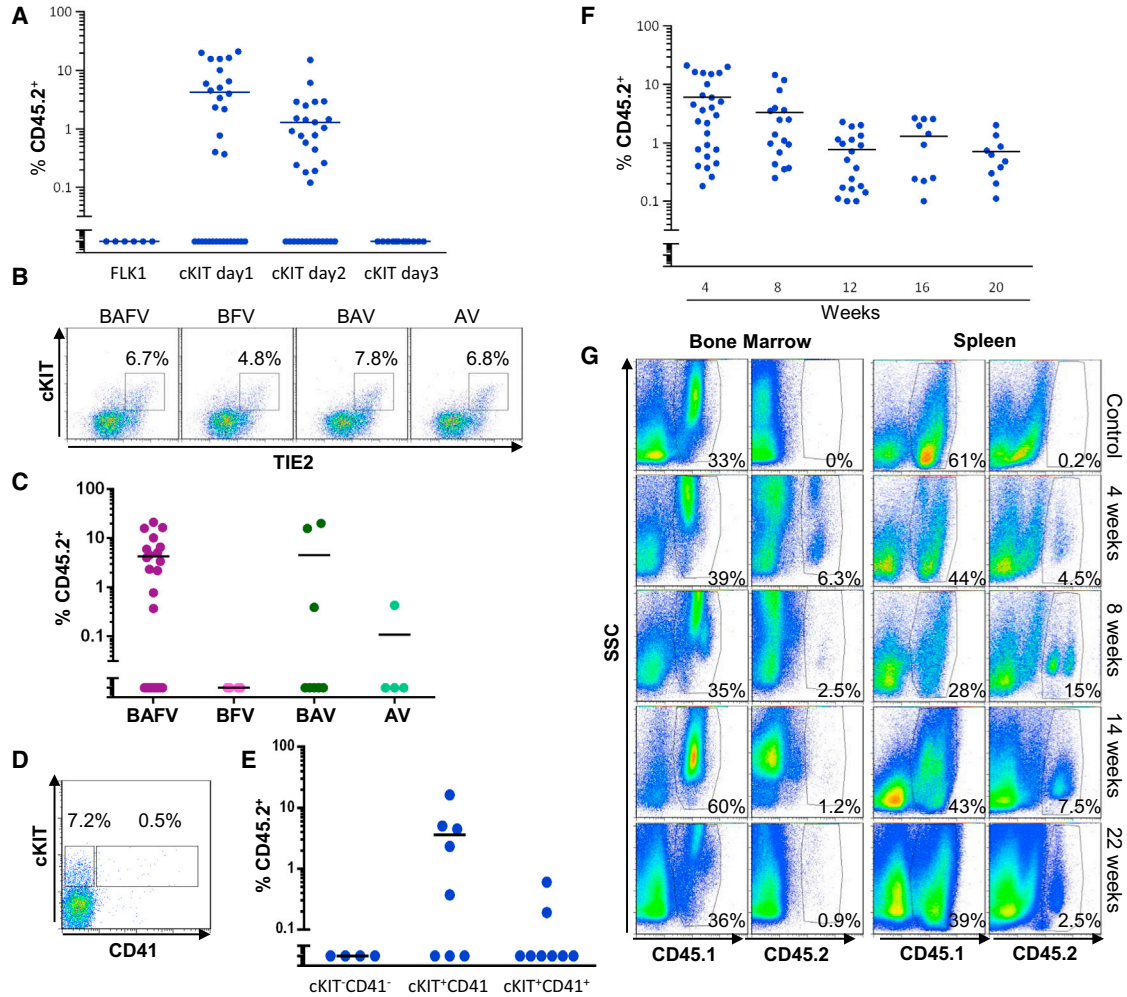 A
% CD45.2+
100
10
1
0.1
FLK1 cKIT day1 cKIT day2 cKIT day3
B
BAFV BFV BAV AV
cKIT
6.7% 4.8% 7.8% 6.8%
TIE2
C
% CD45.2+
100
10
1
0.1
BAFV BFV BAV AV
D
cKIT
7.2% 0.5%
CD41
E
% CD45.2+
100
10
1
0.1
cKIT-CD41- cKIT+CD41 cKIT+CD41+
F
% CD45.2+
100
10
1
0.1
4 8 12 16 20
Weeks
G
Bone Marrow Spleen
SSC
33% 0% 61% 0.2% Control
39% 6.3% 44% 4.5% 4 weeks
35% 2.5% 28% 15% 8 weeks
60% 1.2% 43% 7.5% 14 weeks
36% 0.9% 39% 2.5% 22 weeks
CD45.1 CD45.2 CD45.1 CD45.2